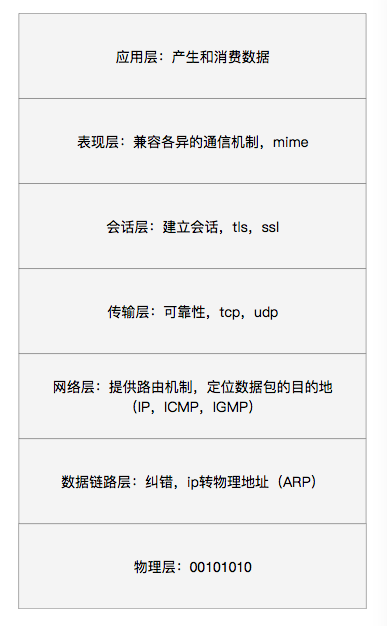 应用层：产生和消费数据
表现层：兼容各异的通信机制，mime
会话层：建立会话，tls，ssl
传输层：可靠性，tcp，udp
网络层：提供路由机制，定位数据包的目的地
（IP，ICMP，IGMP）
数据链路层：纠错，ip转物理地址（ARP）
物理层：00101010